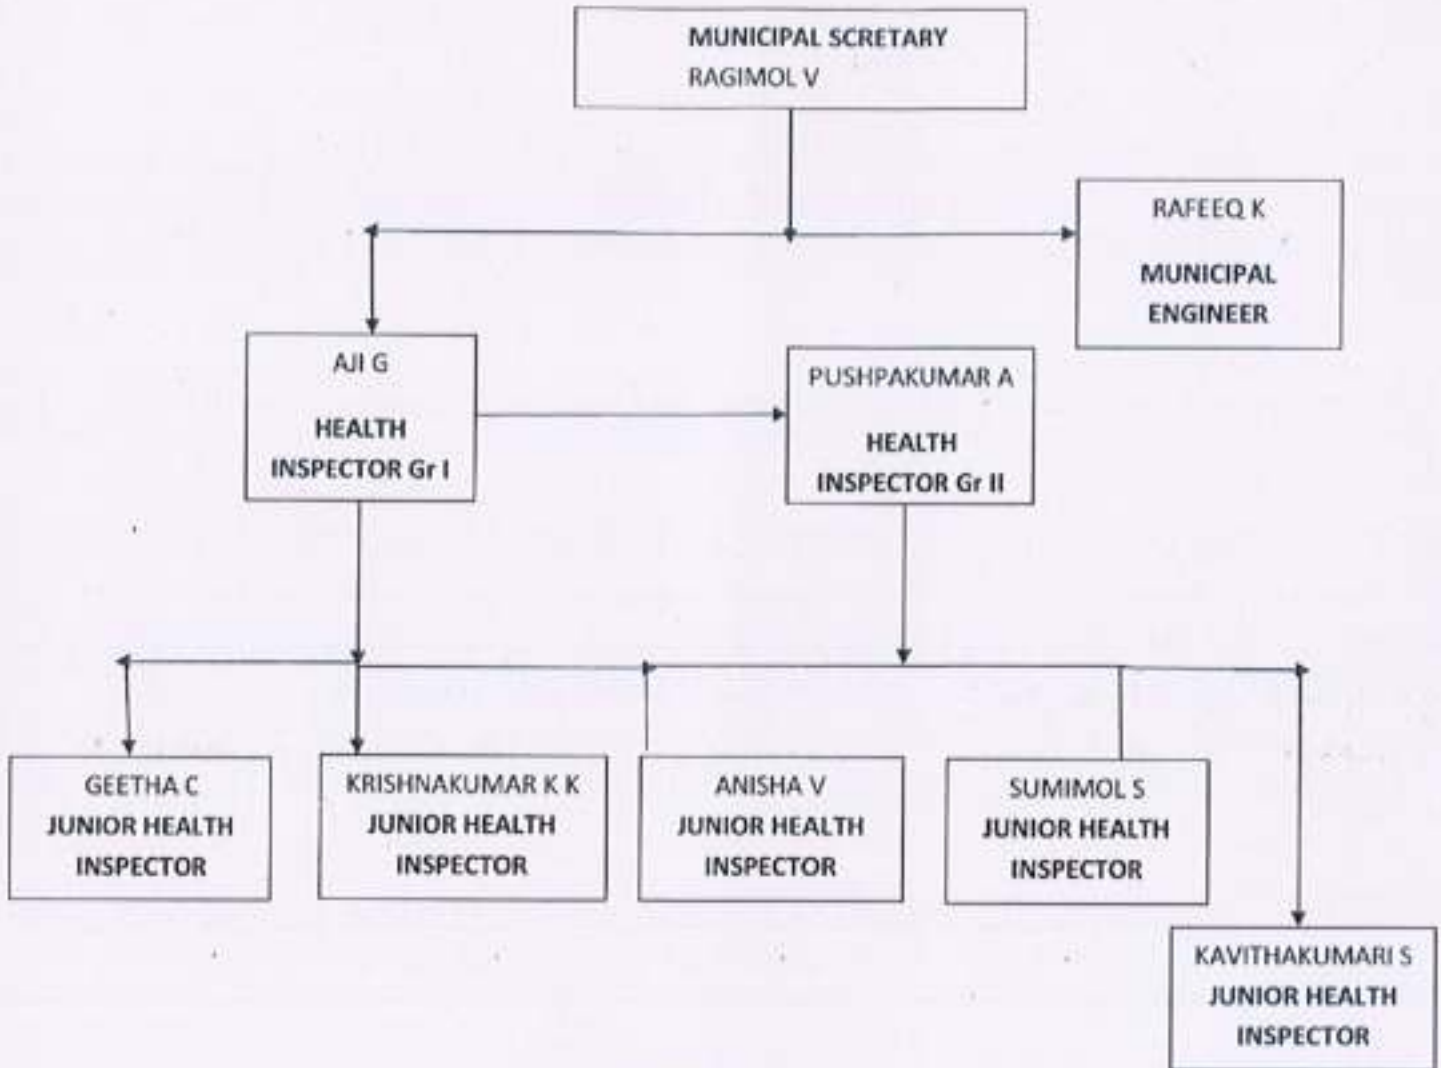 MUNICIPAL SCRETARY
RAGIMOL V
RAFEEQ K
MUNICIPAL
ENGINEER
AJI G
HEALTH
INSPECTOR Gr I
PUSHPAKUMAR A
HEALTH
INSPECTOR Gr II
GEETHA C
JUNIOR HEALTH
INSPECTOR
KRISHNAKUMAR K K
JUNIOR HEALTH
INSPECTOR
ANISHA V
JUNIOR HEALTH
INSPECTOR
SUMIMOL S
JUNIOR HEALTH
INSPECTOR
KAVITHAKUMARI S
JUNIOR HEALTH
INSPECTOR